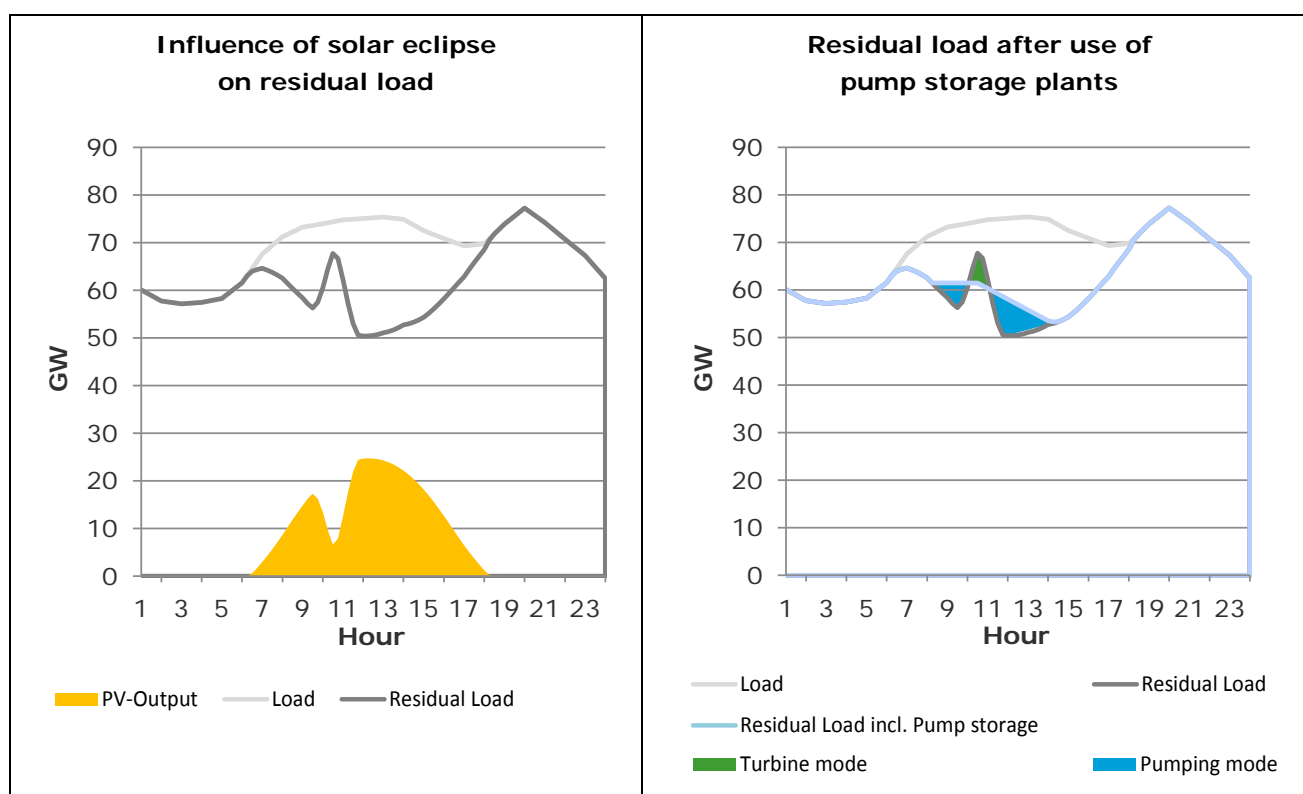 Influence of solar eclipse
on residual load
90
80
70
60
50
40
30
20
10
0
GW
1 3 5 7 9 11 13 15 17 19 21 23
Hour
PV-Output Load Residual Load
Residual load after use of
pump storage plants
90
80
70
60
50
40
30
20
10
0
GW
1 3 5 7 9 11 13 15 17 19 21 23
Hour
Load Residual Load
Residual Load incl. Pump storage
Turbine mode Pumping mode